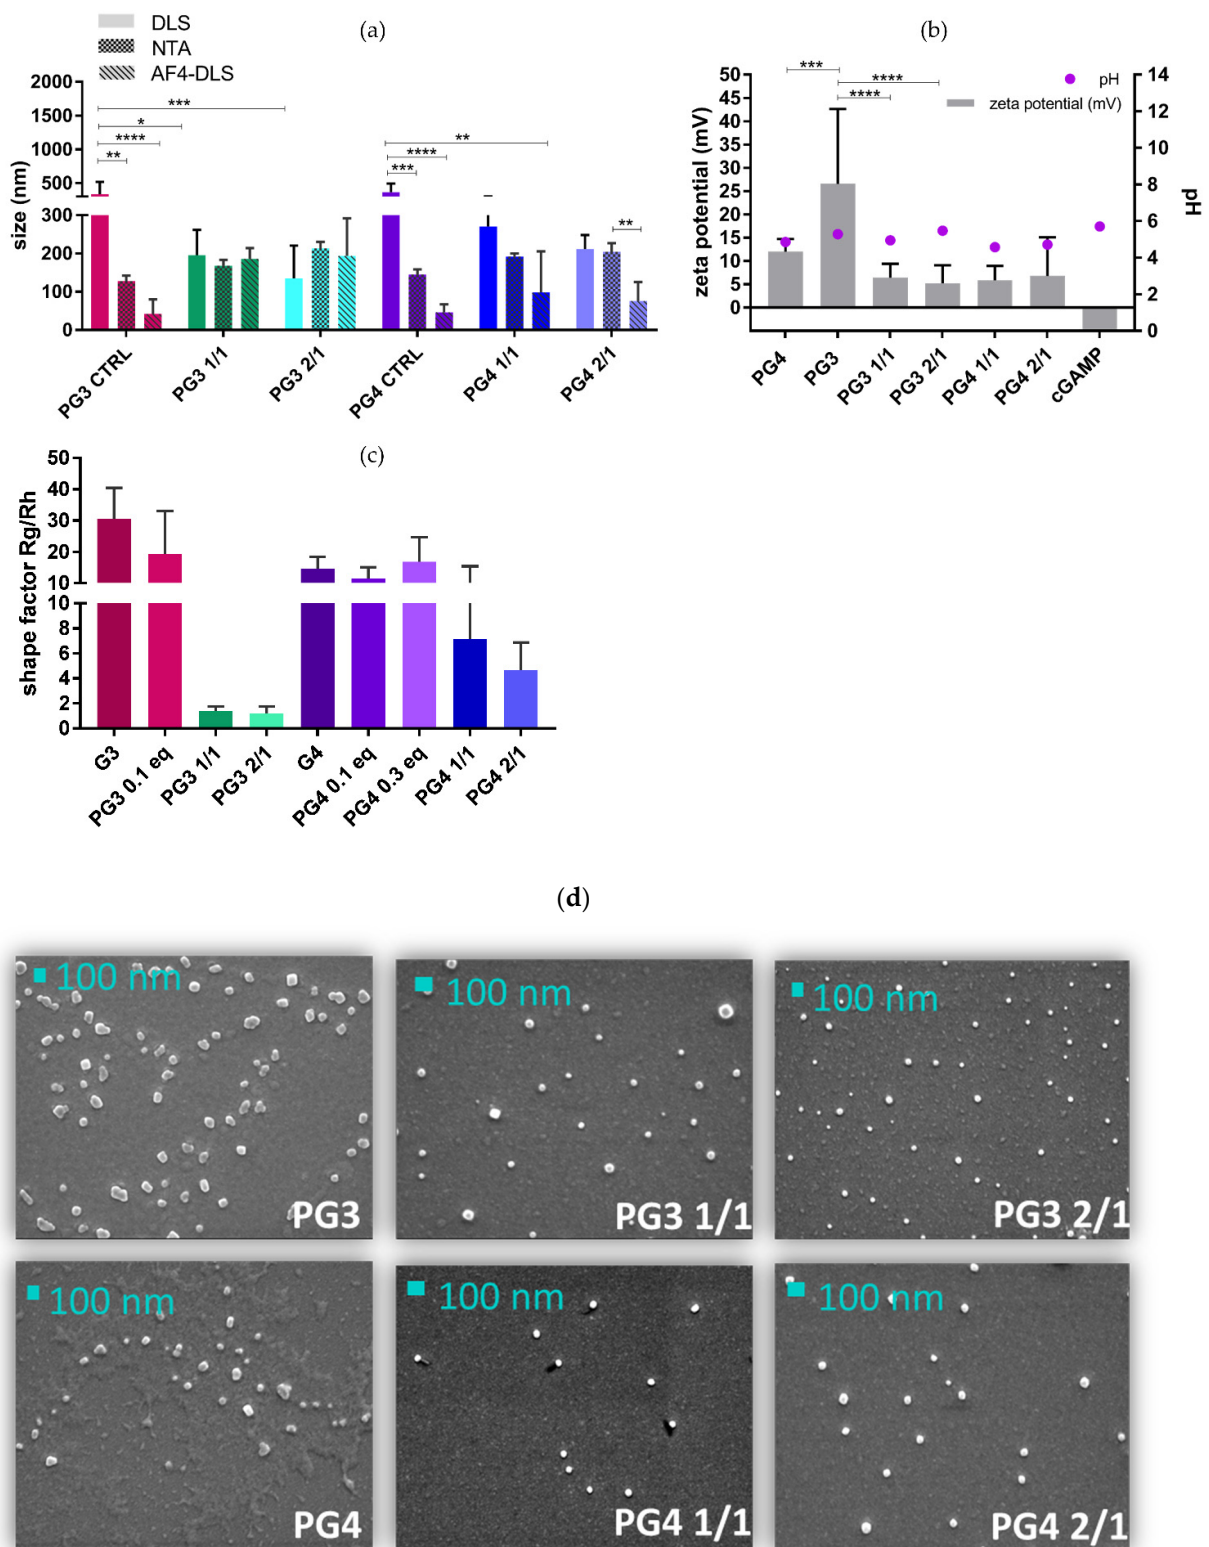 (a)
DLS
NTA
AF4-DLS
size (nm)
2000
1500
1000
500
300
200
100
0
***
*
****
**
**
****
***
**
PG3 CTRL
PG3 1/1
PG3 2/1
PG4 CTRL
PG4 1/1
PG4 2/1
(b)
pH
zeta potential (mV)
zeta potential (mV)
50
45
40
35
30
25
20
15
10
5
0
***
****
****
14
12
10
8
6
4
2
0
pH
PG4
PG3
PG3 1/1
PG3 2/1
PG4 1/1
PG4 2/1
cGAMP
(c)
shape factor Rg/Rh
50
40
30
20
10
10
8
6
4
2
0
G3
PG3 0.1 eq
PG3 1/1
PG3 2/1
G4
PG4 0.1 eq
PG4 0.3 eq
PG4 1/1
PG4 2/1
(d)
100 nm
PG3
100 nm
PG3 1/1
100 nm
PG3 2/1
100 nm
PG4
100 nm
PG4 1/1
100 nm
PG4 2/1